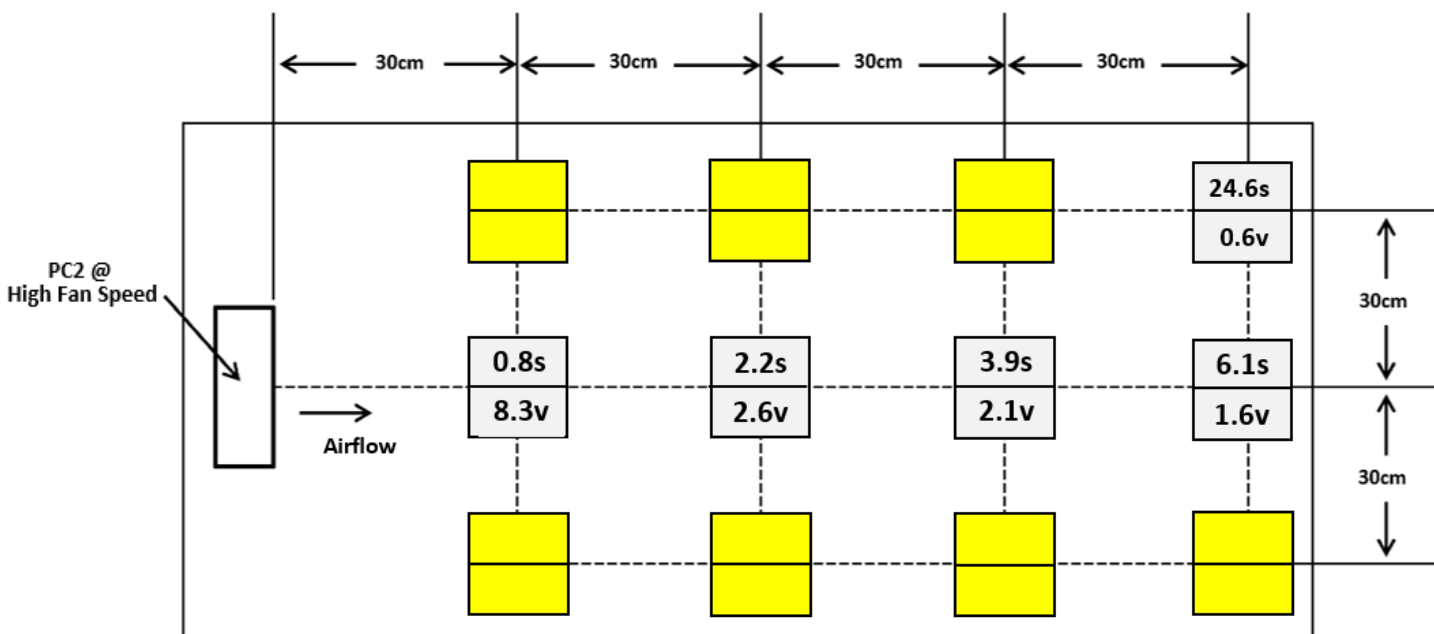 30cm
30cm
30cm
30cm
24.6s
0.6v
PC2 @
High Fan Speed
30cm
0.8s
2.2s
3.9s
6.1s
8.3v
2.6v
2.1v
1.6v
Airflow
30cm